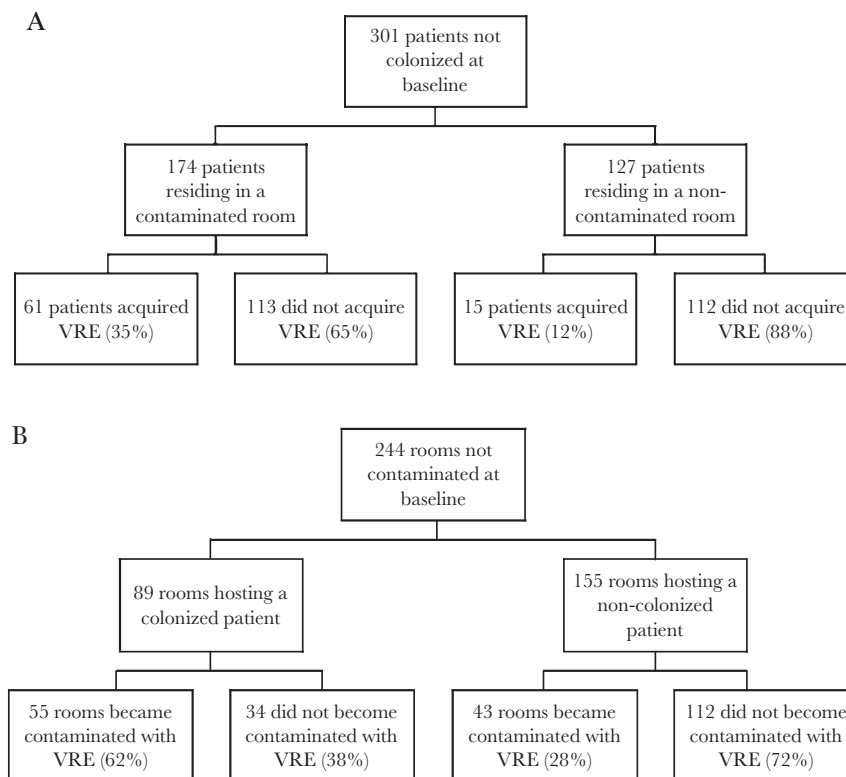 A
301 patients not
colonized at
baseline
174 patients
residing in a
contaminated room
127 patients
residing in a non-
contaminated room
61 patients acquired
VRE (35%)
113 did not acquire
VRE (65%)
15 patients acquired
VRE (12%)
112 did not acquire
VRE (88%)
B
244 rooms not
contaminated at
baseline
89 rooms hosting a
colonized patient
155 rooms hosting a
non-colonized
patient
55 rooms became
contaminated with
VRE (62%)
34 did not become
contaminated with
VRE (38%)
43 rooms became
contaminated with
VRE (28%)
112 did not become
contaminated with
VRE (72%)